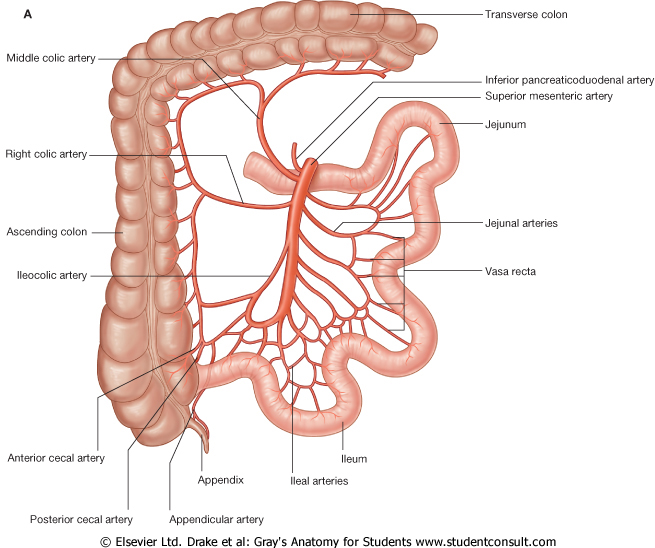 A
Transverse colon
Middle colic artery
Inferior pancreaticoduodenal artery
Superior mesenteric artery
Jejunum
Right colic artery
Jejunal arteries
Ascending colon
Ileocolic artery
Vasa recta
Anterior cecal artery
Ileum
Appendix
Ileal arteries
Posterior cecal artery
Appendicular artery
© Elsevier Ltd. Drake et al: Gray's Anatomy for Students www.studentconsult.com